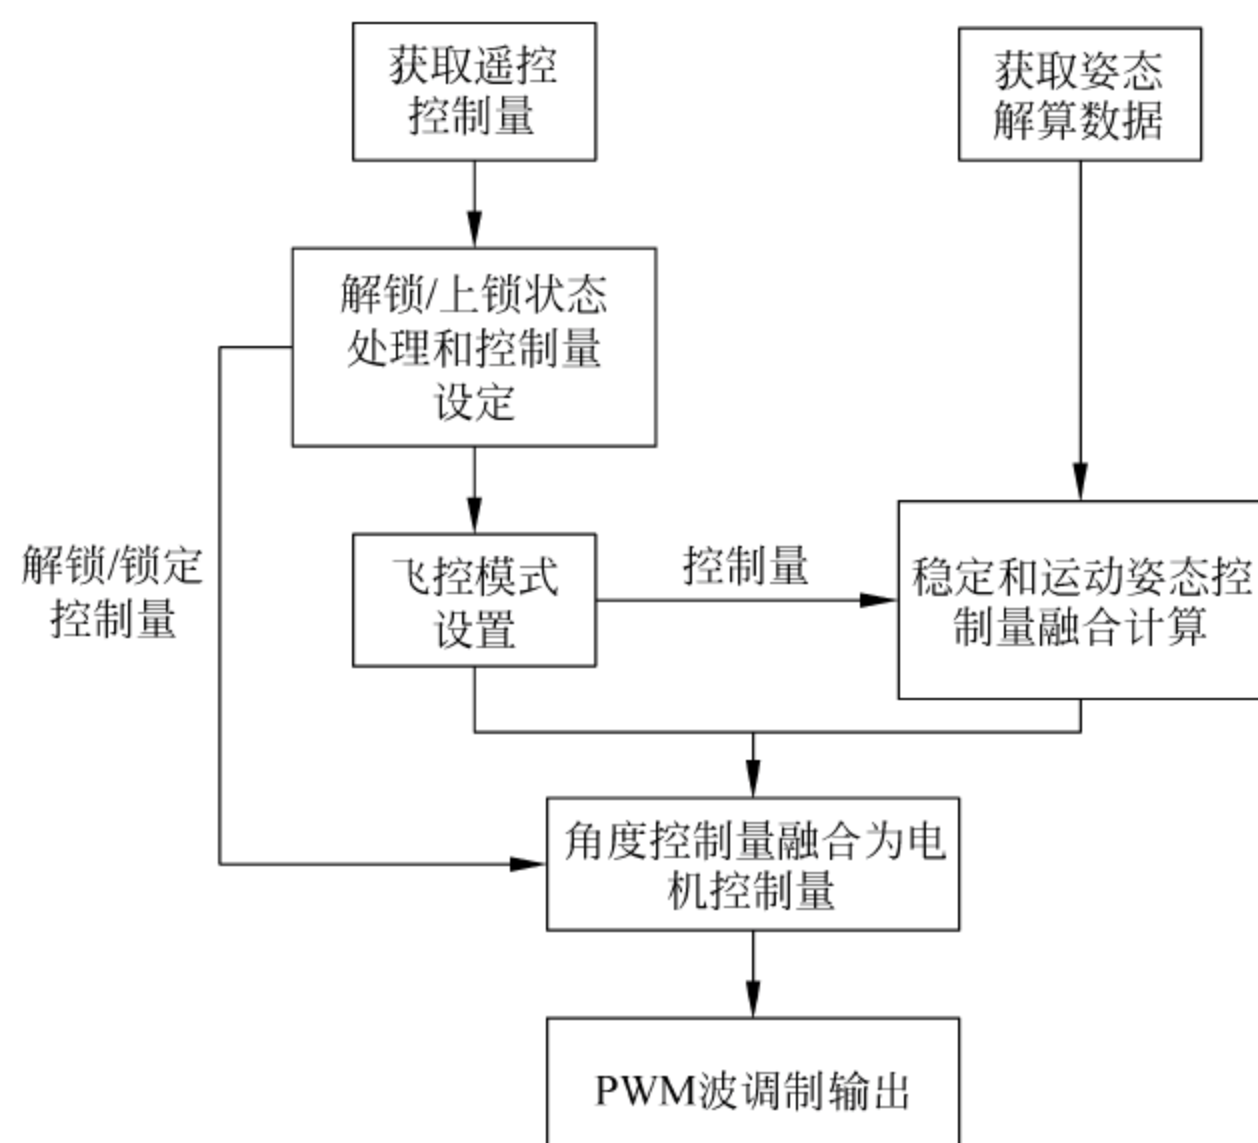 获取遥控
控制量
获取姿态
解算数据
解锁/上锁状态
处理和控制量
设定
解锁/锁定
控制量
飞控模式
设置
控制量
稳定和运动姿态控
制量融合计算
角度控制量融合为电
机控制量
PWM波调制输出